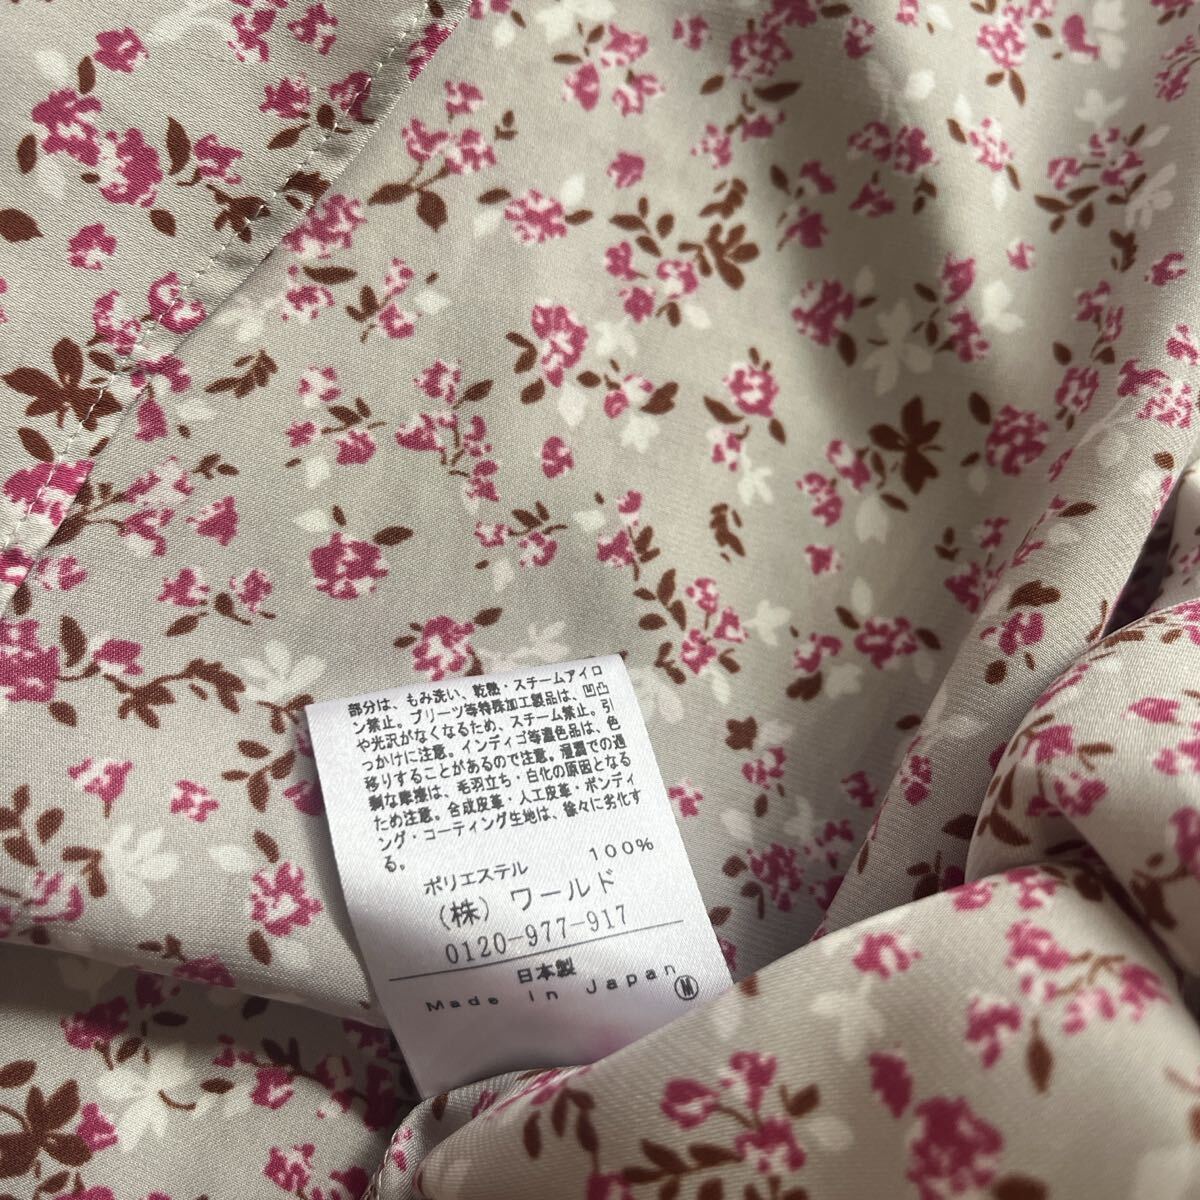 部分は、もみ洗い、乾熱・スチームアイロ
ン禁止。プリーツ等特殊加工製品は、凹凸
や光沢がなくなるため、スチーム禁止。引
っかけに注意。インディゴ等濃色品は、色
移りすることがあるので注意。湿潤での過
剰な摩擦は、毛羽立ち・白化の原因となる
ため注意。合成皮革・人工皮革・ボンディ
ング・コーティング生地は、徐々に劣化す
る。
ポリエステル 100%
(株) ワールド
0120-977-917
日本製
Made in Japan M